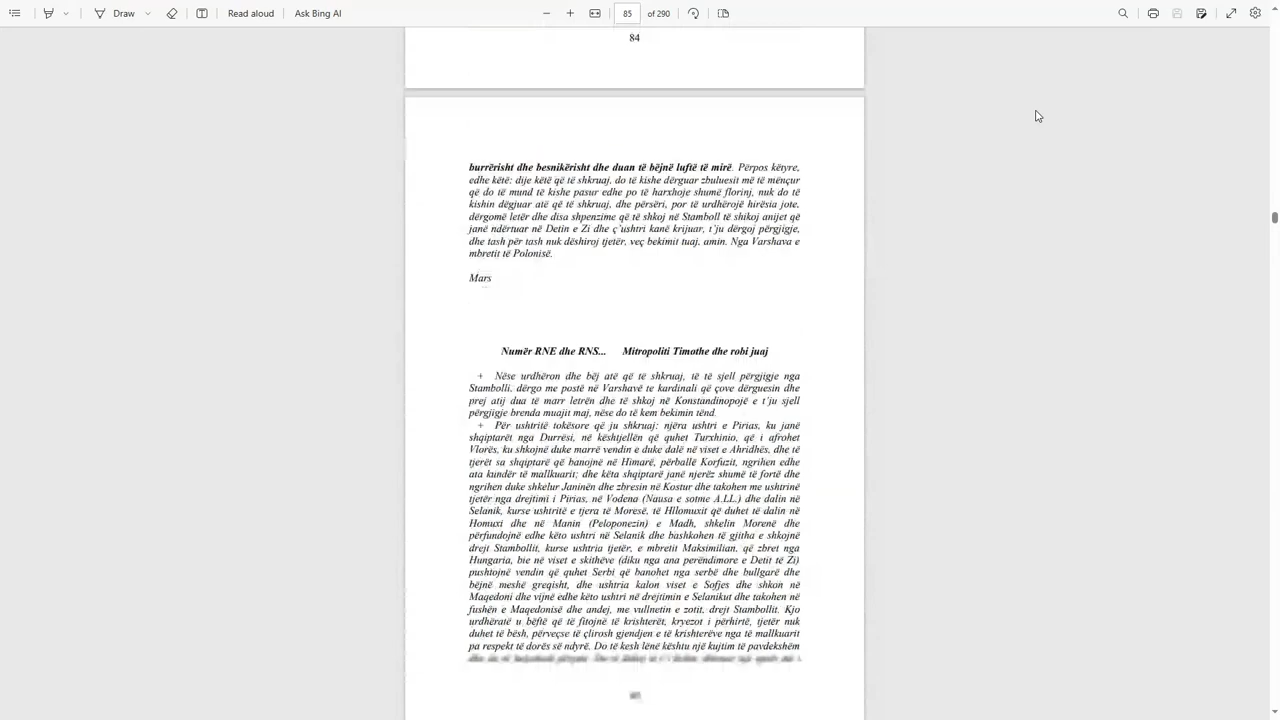 Draw
Read aloud
Ask Bing AI
85 of 290
84
burrërisht dhe besnikërisht dhe duan të bëjnë luftë të mirë. Përpos këtyre,
edhe këtë: dije këtë që të shkruaj, do të kishe dërguar zbuluesit më të mënçur
që do të mund të kishe pasur edhe po të harxhoje shumë florinj, nuk do të
kishin dëgjuar atë që të shkruaj, dhe përsëri, por të urdhërojë hirësia jote,
dërgomë letër dhe disa shpenzime që të shkoj në Stamboll të shikoj anijet që
janë ndërtuar në Detin e Zi dhe ç'ushtri kanë krijuar, t'ju dërgoj përgjigje,
dhe tash për tash nuk dëshiroj tjetër, veç bekimit tuaj, amin. Nga Varshava e
mbretit të Polonisë.
Mars
Numër RNE dhe RNS... Mitropoliti Timothe dhe robi juaj
+ Nëse urdhëron dhe bëj atë që të shkruaj, të të sjell përgjigje nga
Stambolli, dërgo me postë në Varshavë te kardinali që çove dërguesin dhe
prej atij dua të marr letrën dhe të shkoj në Konstandinopojë e t'ju sjell
përgjigje brenda muajit maj, nëse do të kem bekimin tënd.
+ Për ushtritë tokësore që ju shkruaj: njëra ushtri e Pirias, ku janë
shqiptarët nga Durrësi, në kështjellën që quhet Turxhinio, që i afrohet
Vlorës, ku shkojnë duke marrë vendin e duke dalë në viset e Ahridhës, dhe të
tjerët sa shqiptarë që banojnë në Himarë, përballë Korfuzit, ngrihen edhe
ata kundër të mallkuarit; dhe këta shqiptarë janë njerëz shumë të fortë dhe
ngrihen duke shkelur Janinën dhe zbresin në Kostur dhe takohen me ushtrinë
tjetër nga drejtimi i Pirias, në Vodena (Nausa e sotme A.LL.) dhe dalin në
Selanik, kurse ushtritë e tjera të Moresë, të Hllomuxit që duhet të dalin në
Homuxi dhe në Manin (Peloponezin) e Madh, shkelin Morenë dhe
përfundojnë edhe këto ushtri në Selanik dhe bashkohen të gjitha e shkojnë
drejt Stambollit, kurse ushtria tjetër, e mbretit Maksimilian, që zbret nga
Hungaria, bie në viset e skithëve (diku nga ana perëndimore e Detit të Zi)
pushtojnë vendin që quhet Serbi që banohet nga serbë dhe bullgarë dhe
bëjnë meshë greqisht, dhe ushtria kalon viset e Sofjes dhe shkon në
Maqedoni dhe vijnë edhe këto ushtri në drejtimin e Selanikut dhe takohen në
fushën e Maqedonisë dhe andej, me vullnetin e zotit, drejt Stambollit. Kjo
urdhëratë u bëftë që të fitojnë të krishterët, kryezot i përhirtë, tjetër nuk
duhet të bësh, përveçse të çlirosh gjendjen e të krishterëve nga të mallkuarit
pa respekt të dorës së ndyrë. Do të kesh lënë kështu një kujtim të pavdekshëm